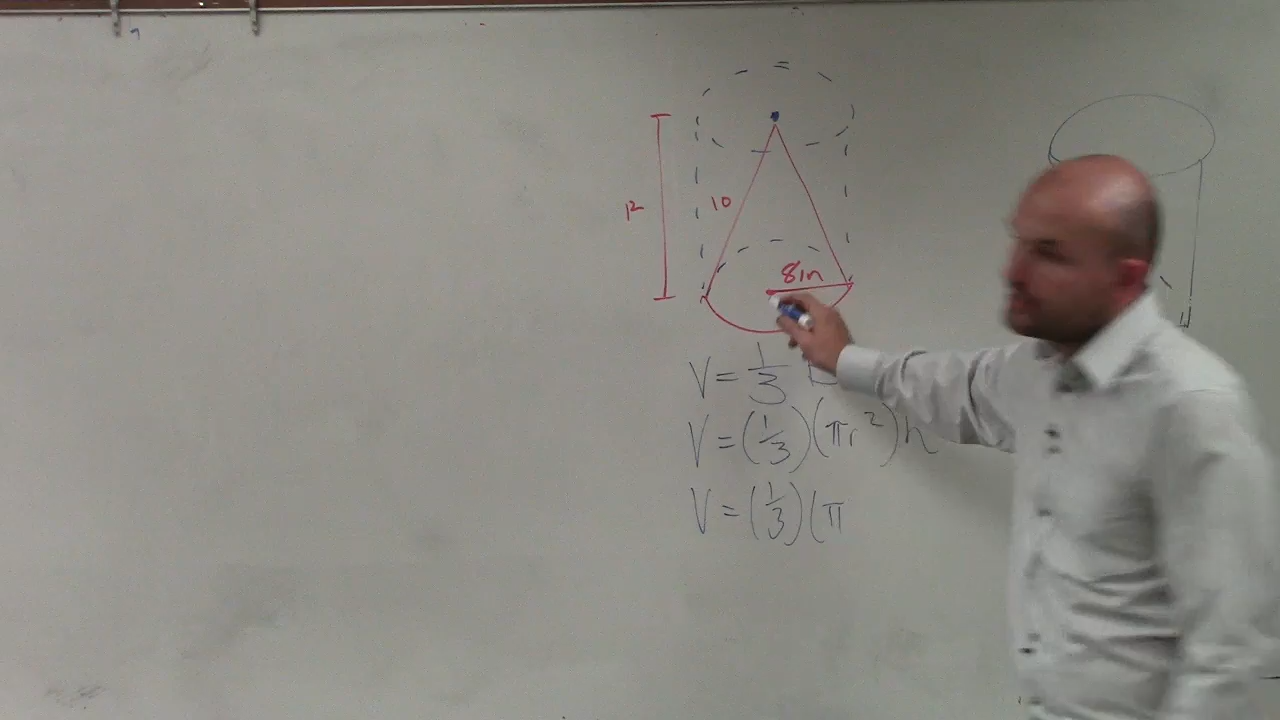 12
10
8in
V = 1/3
V = (1/3)(πr²)h
V = (1/3)(π